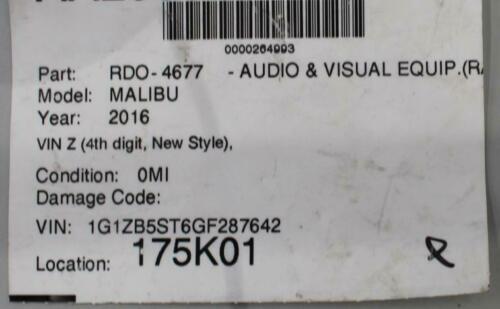 0000264993
Part: RDO-4677 - AUDIO & VISUAL EQUIP.(RA
Model: MALIBU
Year: 2016
VIN Z (4th digit, New Style),
Condition: 0MI
Damage Code:
VIN: 1G1ZB5ST6GF287642
Location: 175K01
R